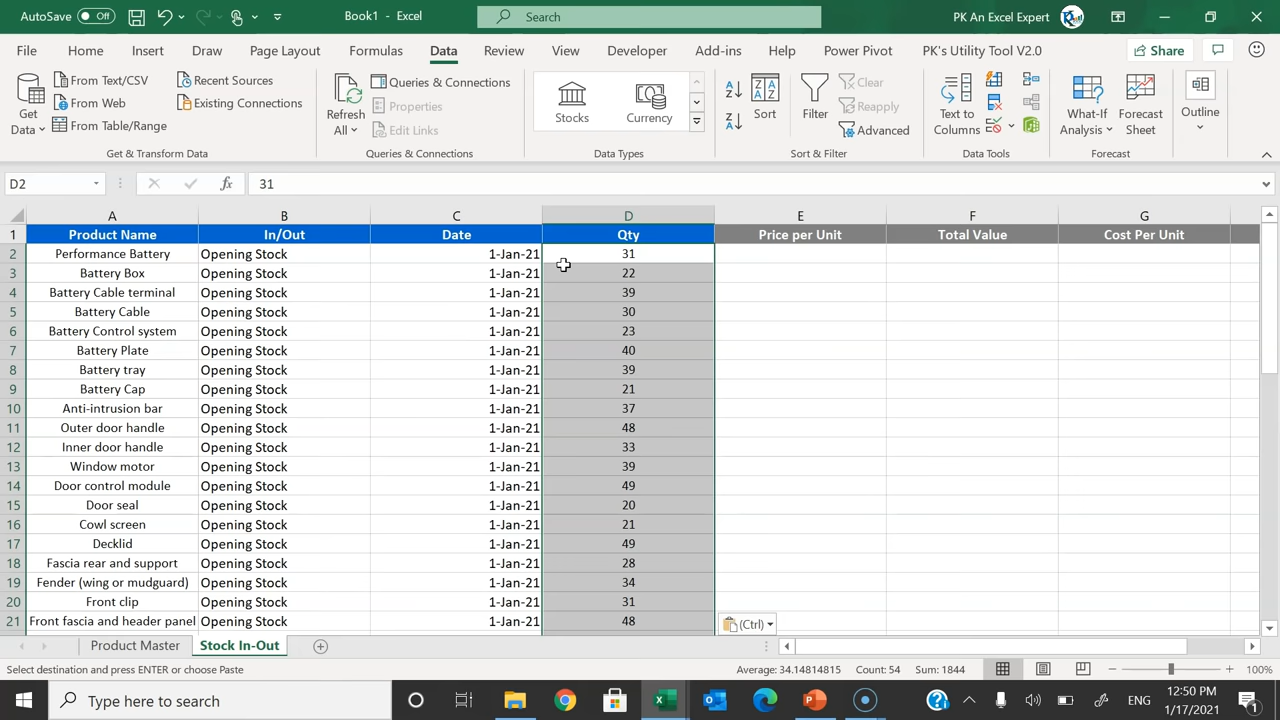 AutoSave Off Book1 - Excel Search PK An Excel Expert
File Home Insert Draw Page Layout Formulas Data Review View Developer Add-ins Help Power Pivot PK's Utility Tool V2.0 Share
Get Data From Text/CSV From Web From Table/Range Recent Sources Existing Connections
Get & Transform Data
Refresh All Queries & Connections Properties Edit Links
Queries & Connections
Stocks Currency
Data Types
Sort Filter Clear Reapply Advanced
Sort & Filter
Text to Columns
Data Tools
What-If Analysis Forecast Sheet
Forecast
Outline
D2 fx 31
A B C D E F G
1 Product Name In/Out Date Qty Price per Unit Total Value Cost Per Unit
2 Performance Battery Opening Stock 1-Jan-21 31
3 Battery Box Opening Stock 1-Jan-21 22
4 Battery Cable terminal Opening Stock 1-Jan-21 39
5 Battery Cable Opening Stock 1-Jan-21 30
6 Battery Control system Opening Stock 1-Jan-21 23
7 Battery Plate Opening Stock 1-Jan-21 40
8 Battery tray Opening Stock 1-Jan-21 39
9 Battery Cap Opening Stock 1-Jan-21 21
10 Anti-intrusion bar Opening Stock 1-Jan-21 37
11 Outer door handle Opening Stock 1-Jan-21 48
12 Inner door handle Opening Stock 1-Jan-21 33
13 Window motor Opening Stock 1-Jan-21 39
14 Door control module Opening Stock 1-Jan-21 49
15 Door seal Opening Stock 1-Jan-21 20
16 Cowl screen Opening Stock 1-Jan-21 21
17 Decklid Opening Stock 1-Jan-21 49
18 Fascia rear and support Opening Stock 1-Jan-21 28
19 Fender (wing or mudguard) Opening Stock 1-Jan-21 34
20 Front clip Opening Stock 1-Jan-21 31
21 Front fascia and header panel Opening Stock 1-Jan-21 48
(Ctrl)
Product Master Stock In-Out
Select destination and press ENTER or choose Paste Average: 34.14814815 Count: 54 Sum: 1844 100%
Type here to search ENG 12:50 PM
1/17/2021